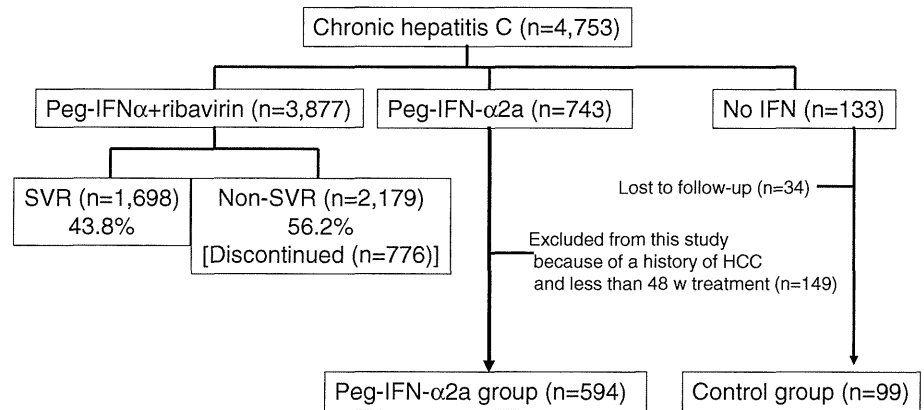 Chronic hepatitis C (n=4,753)
Peg-IFNα+ribavirin (n=3,877)
Peg-IFN-α2a (n=743)
No IFN (n=133)
SVR (n=1,698)
43.8%
Non-SVR (n=2,179)
56.2%
[Discontinued (n=776)]
Lost to follow-up (n=34)
Excluded from this study
because of a history of HCC
and less than 48 w treatment (n=149)
Peg-IFN-α2a group (n=594)
Control group (n=99)